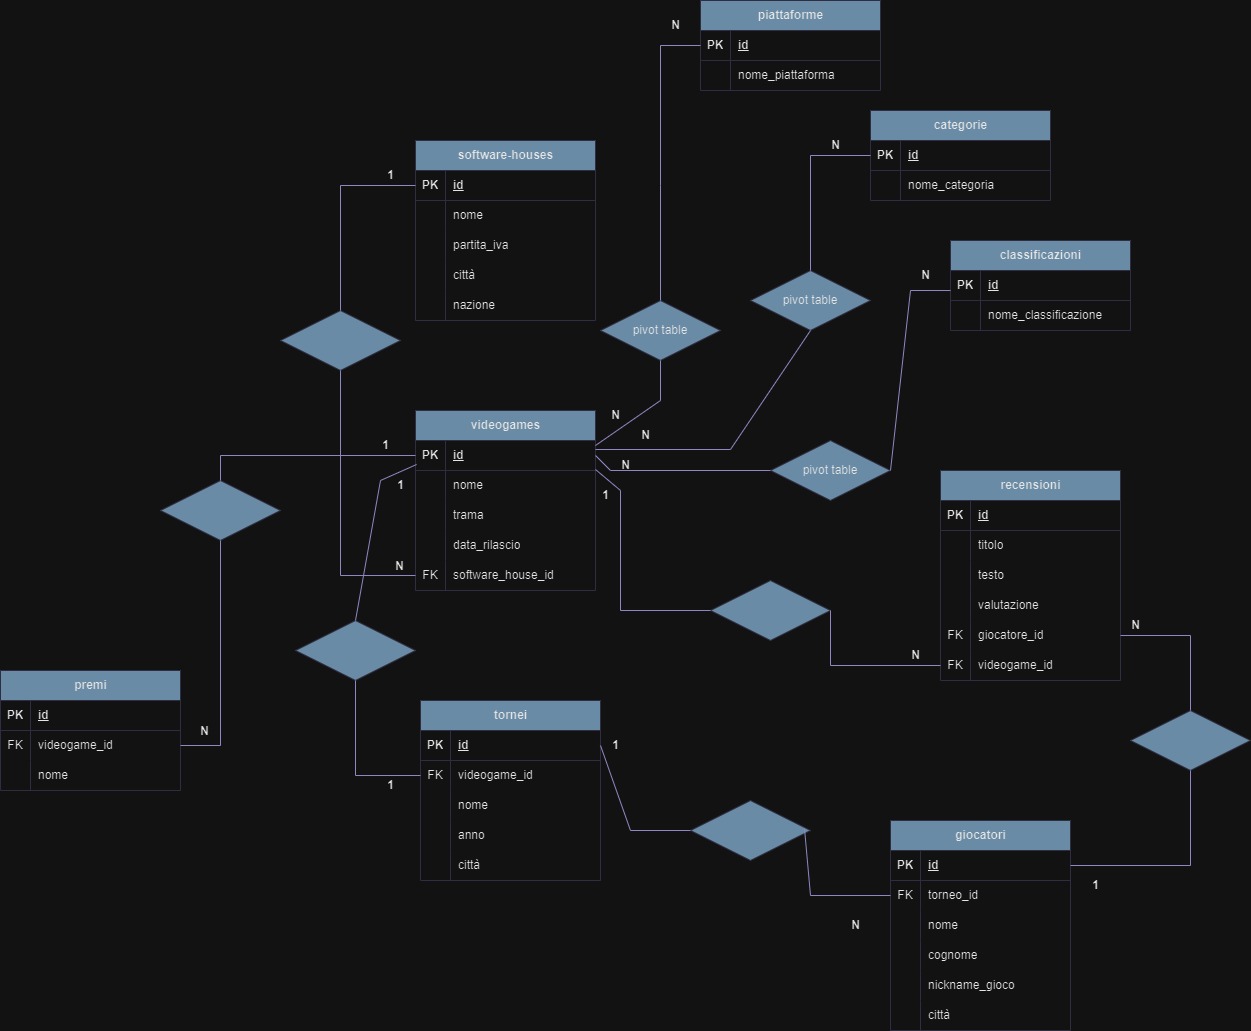 piattaforme
N
PK id
nome_piattaforma
categorie
N
PK id
nome_categoria
software-houses
1
PK id
nome
partita_iva
città
nazione
classificazioni
N
PK id
nome_classificazione
pivot table
pivot table
pivot table
videogames
N
N
N
1
1
1
PK id
nome
trama
data_rilascio
N
FK software_house_id
recensioni
PK id
titolo
testo
valutazione
FK giocatore_id
N
FK videogame_id
N
premi
PK id
N
FK videogame_id
nome
tornei
PK id
1
1
FK videogame_id
nome
anno
città
giocatori
PK id
1
FK torneo_id
N
nome
cognome
nickname_gioco
città